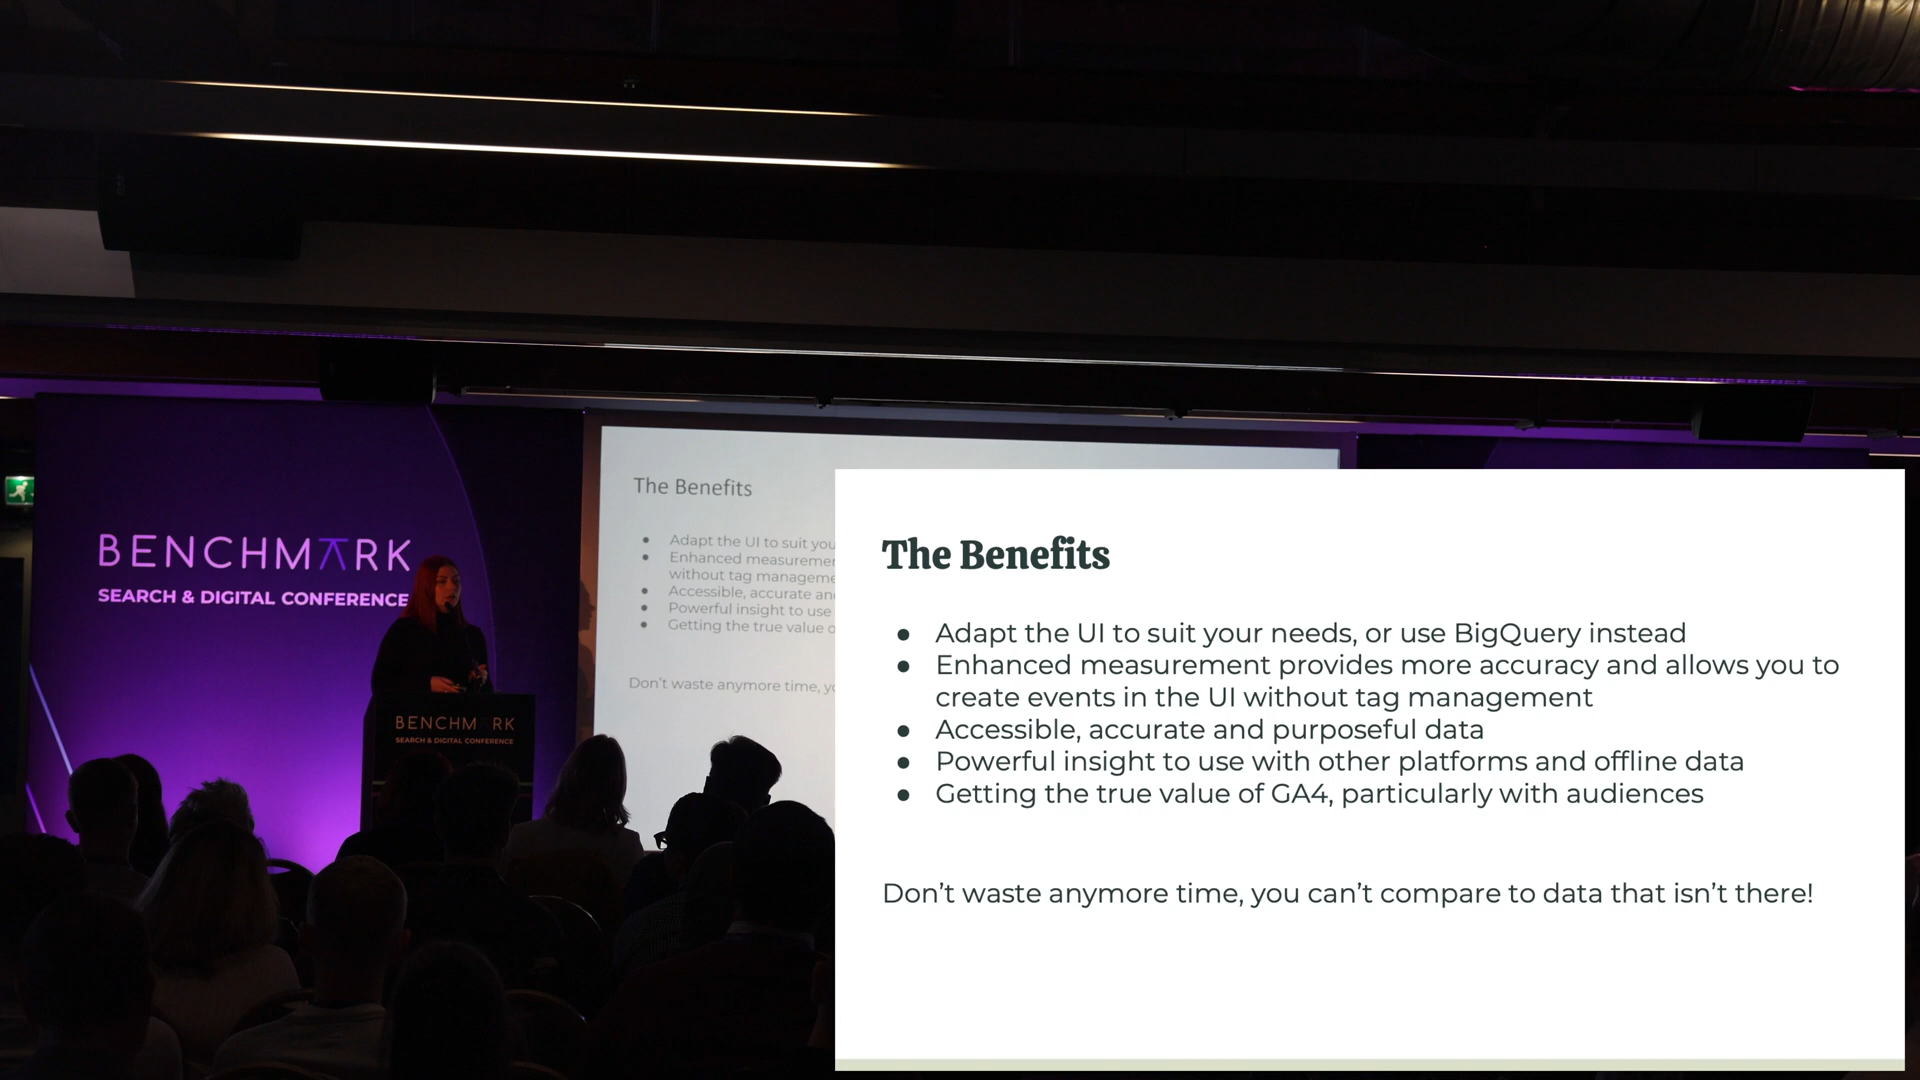 BENCHMARK
SEARCH & DIGITAL CONFERENCE
BENCHM RK
SEARCH & DIGITAL CONFERENCE
The Benefits
● Adapt the UI to suit you
● Enhanced measuremen
without tag manageme
● Accessible, accurate an
● Powerful insight to use
● Getting the true value o
Don't waste anymore time, yo
The Benefits
● Adapt the UI to suit your needs, or use BigQuery instead
● Enhanced measurement provides more accuracy and allows you to
create events in the UI without tag management
● Accessible, accurate and purposeful data
● Powerful insight to use with other platforms and offline data
● Getting the true value of GA4, particularly with audiences
Don’t waste anymore time, you can’t compare to data that isn’t there!